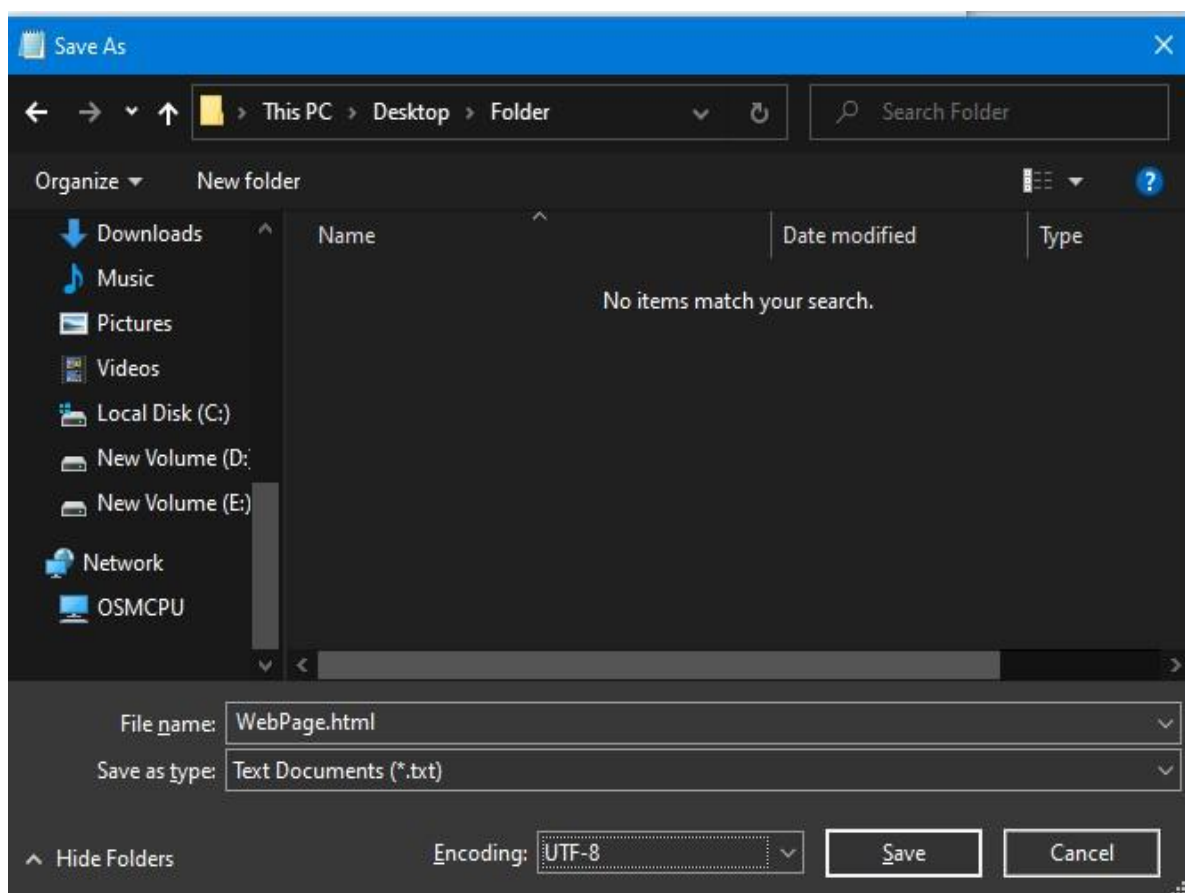 Save As
This PC > Desktop > Folder
Search Folder
Organize
New folder
Name
Date modified
Type
No items match your search.
Downloads
Music
Pictures
Videos
Local Disk (C:)
New Volume (D:
New Volume (E:)
Network
OSMCPU
File name: WebPage.html
Save as type: Text Documents (*.txt)
Hide Folders
Encoding: UTF-8
Save
Cancel